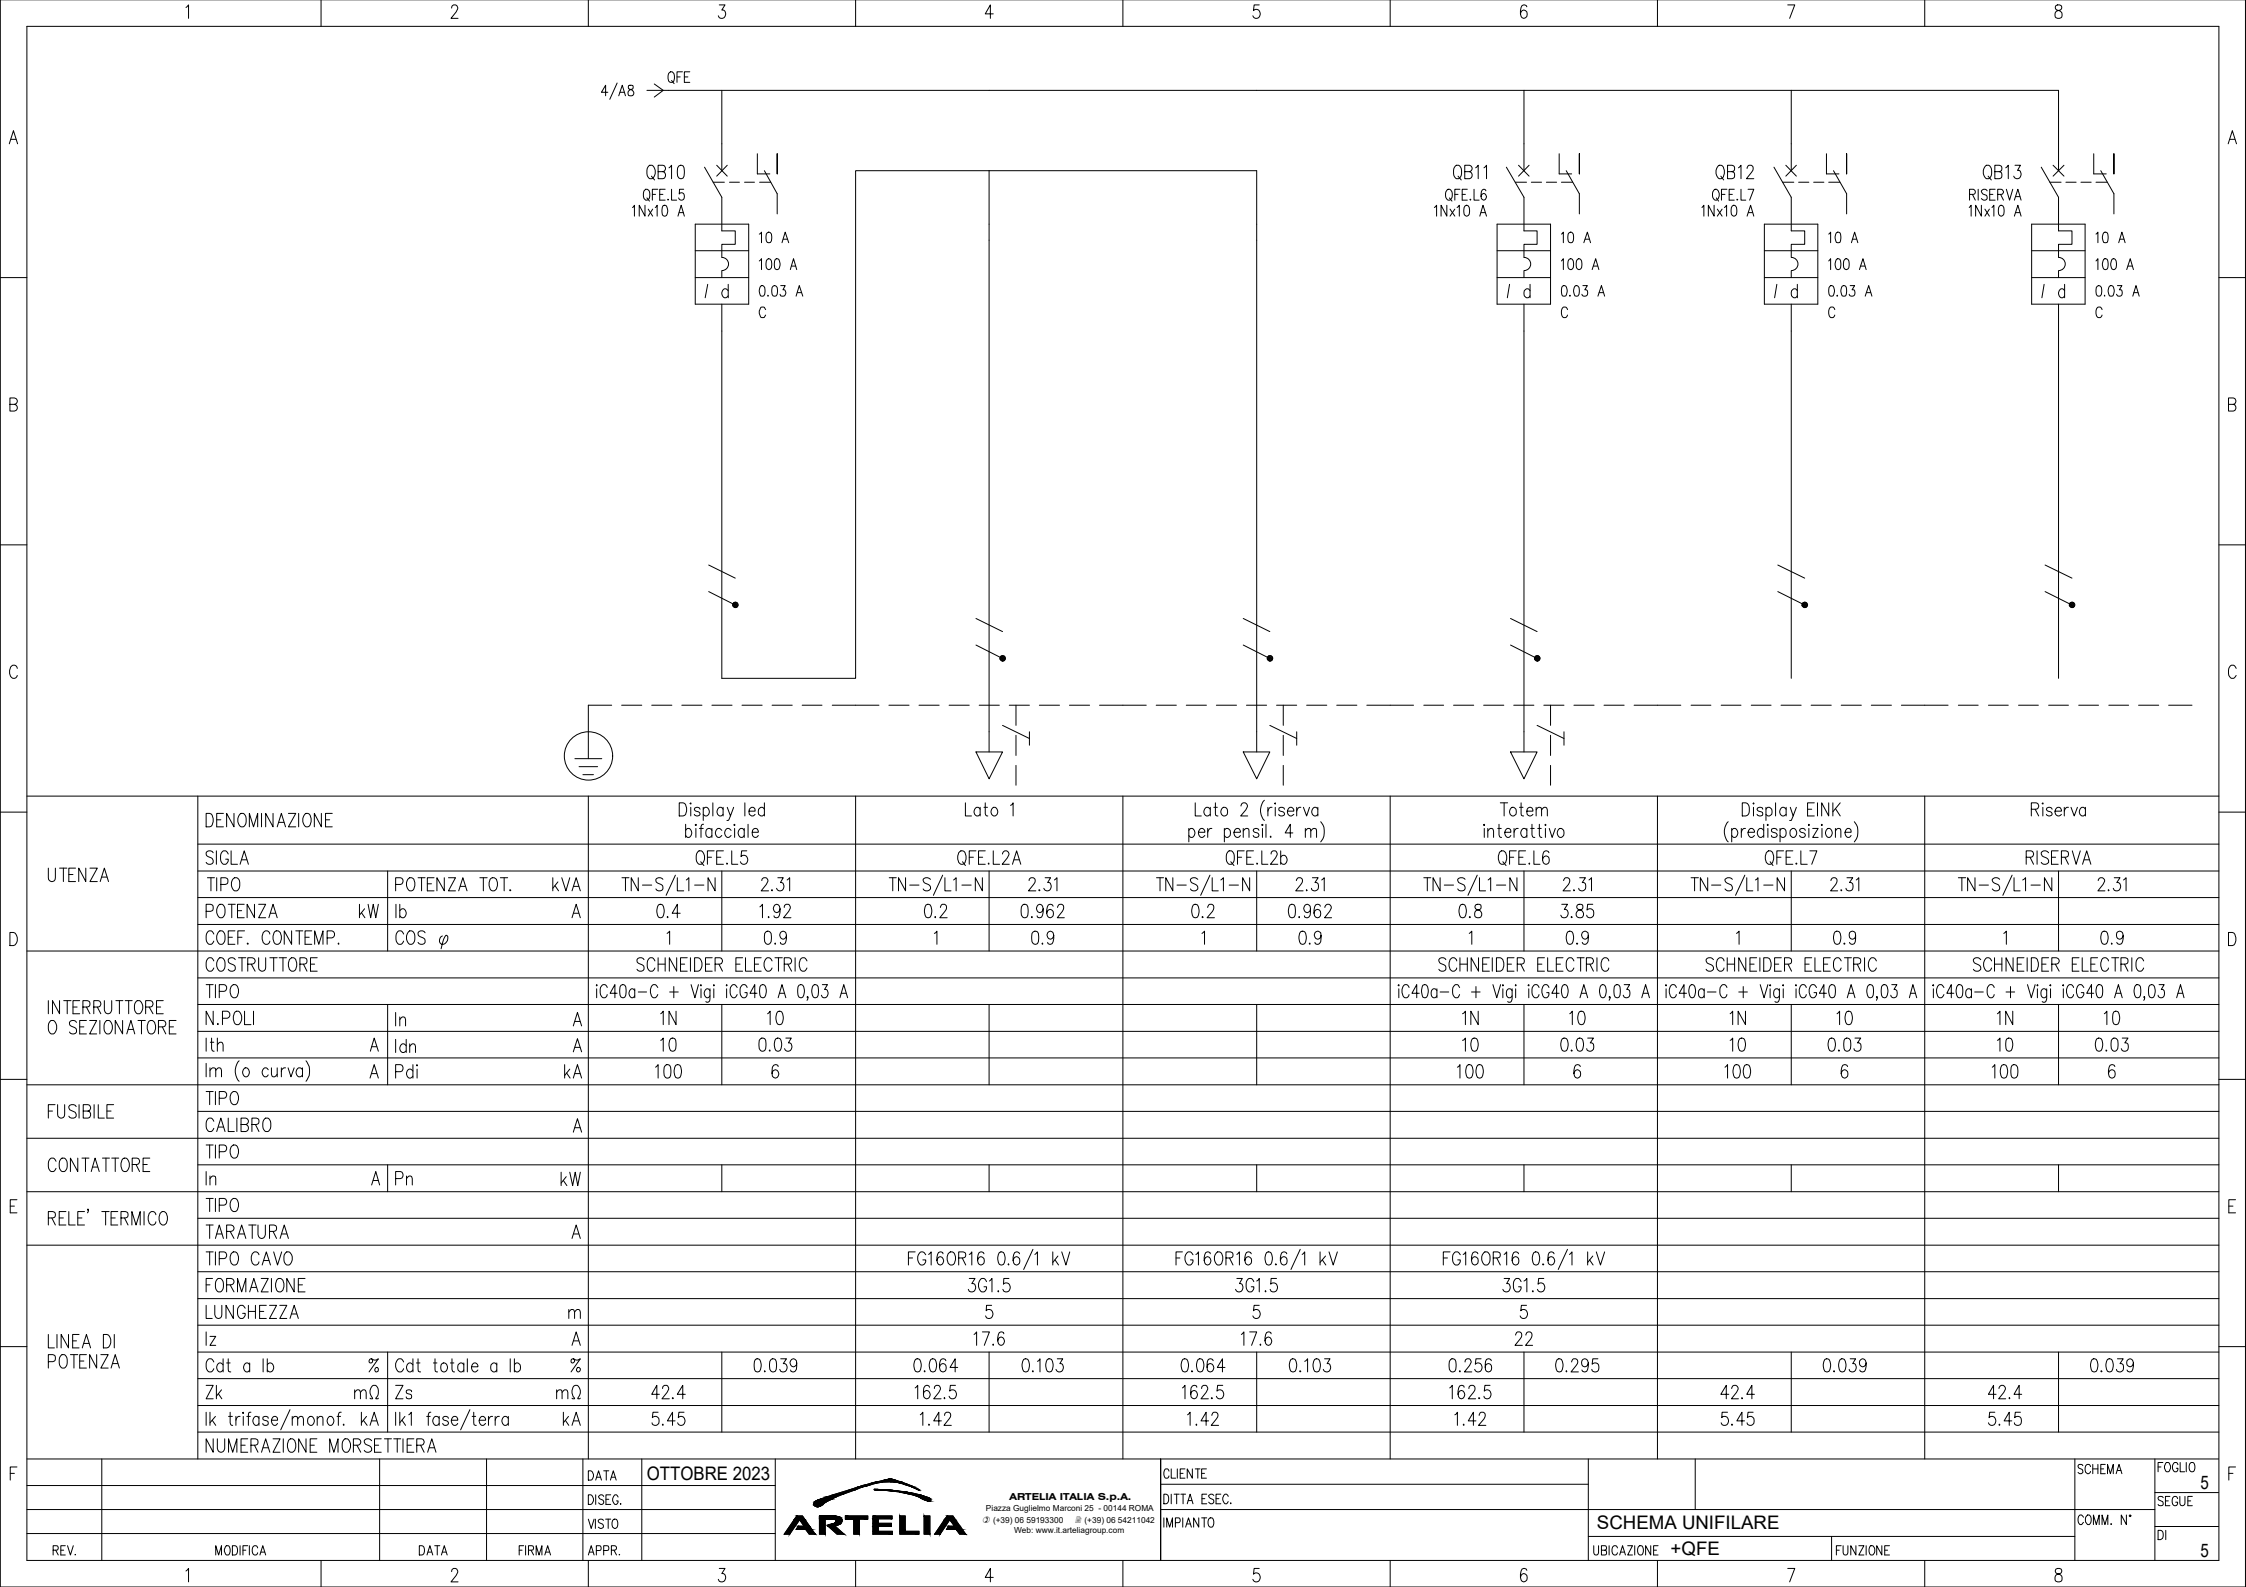 1 2 3 4 5 6 7 8
QFE
4/A8
A A
QB10 QB11 QB12 QB13
QFE.L5 QFE.L6 QFE.L7 RISERVA
1Nx10 A 1Nx10 A 1Nx10 A 1Nx10 A
10 A 10 A 10 A 10 A
100 A 100 A 100 A 100 A
I d 0.03 A I d 0.03 A I d 0.03 A I d 0.03 A
C C C C
B B
C C
UTENZA
DENOMINAZIONE Display led Lato 1 Lato 2 (riserva Totem Display EINK Riserva
bifacciale per pensil. 4 m) interattivo (predisposizione)
SIGLA QFE.L5 QFE.L2A QFE.L2b QFE.L6 QFE.L7 RISERVA
TIPO POTENZA TOT. kVA TN-S/L1-N 2.31 TN-S/L1-N 2.31 TN-S/L1-N 2.31 TN-S/L1-N 2.31 TN-S/L1-N 2.31 TN-S/L1-N 2.31
POTENZA kW Ib A 0.4 1.92 0.2 0.962 0.2 0.962 0.8 3.85
D COEF. CONTEMP. COS φ 1 0.9 1 0.9 1 0.9 1 0.9 1 0.9 1 0.9 D
INTERRUTTORE
O SEZIONATORE
COSTRUTTORE SCHNEIDER ELECTRIC SCHNEIDER ELECTRIC SCHNEIDER ELECTRIC SCHNEIDER ELECTRIC
TIPO iC40a-C + Vigi iCG40 A 0,03 A iC40a-C + Vigi iCG40 A 0,03 A iC40a-C + Vigi iCG40 A 0,03 A iC40a-C + Vigi iCG40 A 0,03 A
N.POLI In A 1N 10 1N 10 1N 10 1N 10
Ith A Idn A 10 0.03 10 0.03 10 0.03 10 0.03
Im (o curva) A Pdi kA 100 6 100 6 100 6 100 6
FUSIBILE
TIPO
CALIBRO A
CONTATTORE
TIPO
In A Pn kW
E E
RELE' TERMICO
TIPO
TARATURA A
LINEA DI
POTENZA
TIPO CAVO FG16OR16 0.6/1 kV FG16OR16 0.6/1 kV FG16OR16 0.6/1 kV
FORMAZIONE 3G1.5 3G1.5 3G1.5
LUNGHEZZA m 5 5 5
Iz A 17.6 17.6 22
Cdt a Ib % Cdt totale a Ib % 0.039 0.064 0.103 0.064 0.103 0.256 0.295 0.039 0.039
Zk mΩ Zs mΩ 42.4 162.5 162.5 162.5 42.4 42.4
Ik trifase/monof. kA Ik1 fase/terra kA 5.45 1.42 1.42 1.42 5.45 5.45
NUMERAZIONE MORSETTIERA
F F
DATA OTTOBRE 2023
DISEG.
VISTO
REV. MODIFICA DATA FIRMA APPR.
ARTELIA
ARTELIA ITALIA S.p.A.
Piazza Guglielmo Marconi 25 - 00144 ROMA
✆ (+39) 06 59193300 (+39) 06 54211042
Web: www.it.arteliagroup.com
CLIENTE
DITTA ESEC.
IMPIANTO
SCHEMA UNIFILARE
UBICAZIONE +QFE FUNZIONE
SCHEMA
COMM. N°
FOGLIO
5
SEGUE
DI
5
1 2 3 4 5 6 7 8